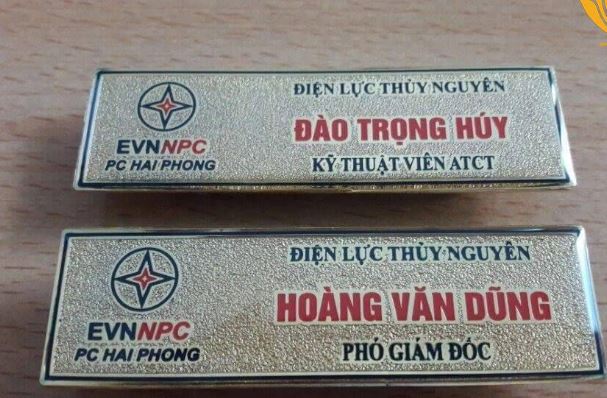 ĐIỆN LỰC THỦY NGUYÊN
ĐÀO TRỌNG HÚY
KỸ THUẬT VIÊN ATCT
EVNNPC
PC HAI PHONG
ĐIỆN LỰC THỦY NGUYÊN
HOÀNG VĂN DŨNG
PHÓ GIÁM ĐỐC
EVNNPC
PC HAI PHONG